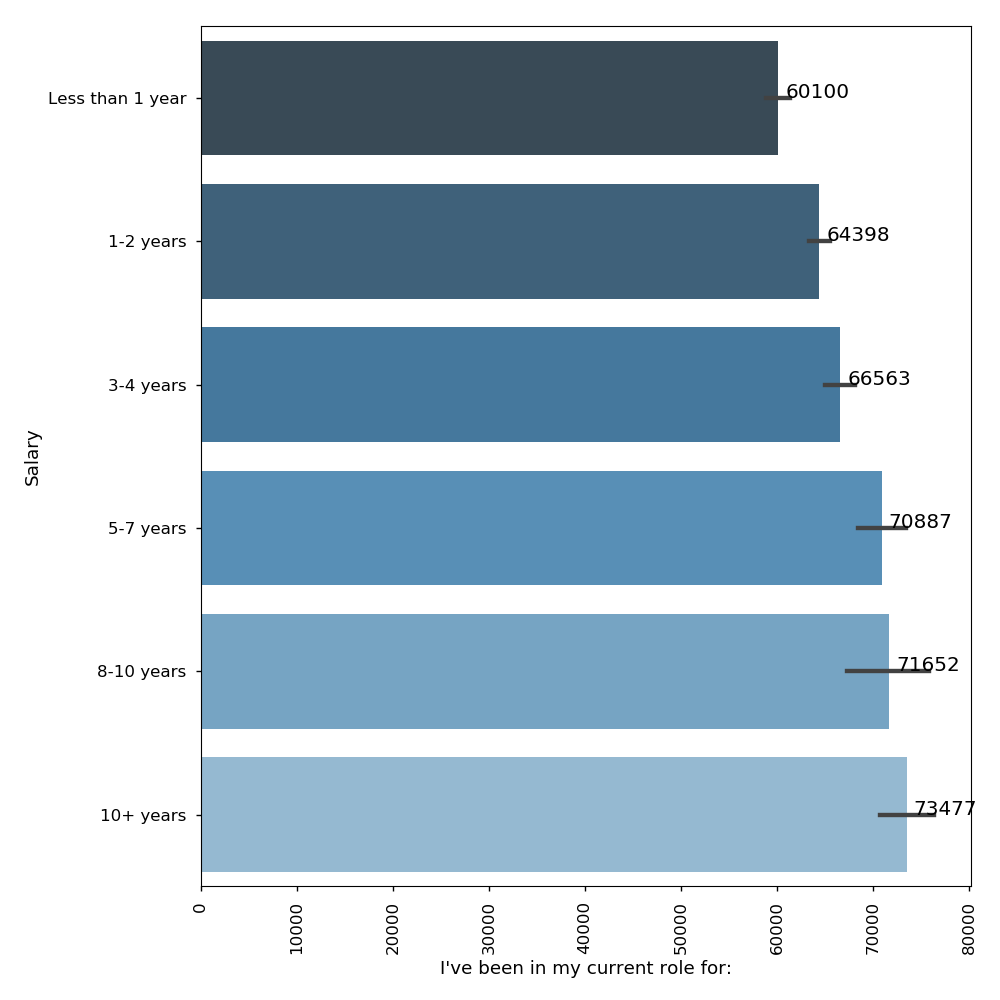 Less than 1 year
60100
1-2 years
64398
3-4 years
66563
Salary
5-7 years
70887
8-10 years
71652
10+ years
73477
0
10000
20000
30000
40000
50000
60000
70000
80000
I've been in my current role for: